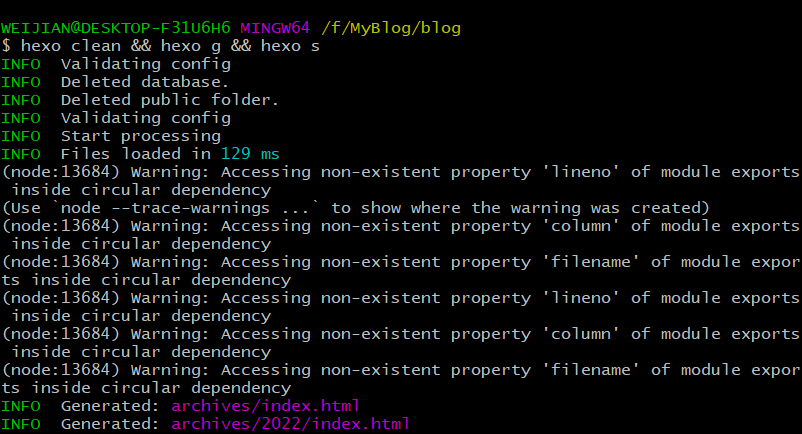 WEIJIAN@DESKTOP-F31U6H6 MINGW64 /f/MyBlog/blog
$ hexo clean && hexo g && hexo s
INFO  Validating config
INFO  Deleted database.
INFO  Deleted public folder.
INFO  Validating config
INFO  Start processing
INFO  Files loaded in 129 ms
(node:13684) Warning: Accessing non-existent property 'lineno' of module exports
 inside circular dependency
(Use `node --trace-warnings ...` to show where the warning was created)
(node:13684) Warning: Accessing non-existent property 'column' of module exports
 inside circular dependency
(node:13684) Warning: Accessing non-existent property 'filename' of module expor
ts inside circular dependency
(node:13684) Warning: Accessing non-existent property 'lineno' of module exports
 inside circular dependency
(node:13684) Warning: Accessing non-existent property 'column' of module exports
 inside circular dependency
(node:13684) Warning: Accessing non-existent property 'filename' of module expor
ts inside circular dependency
INFO  Generated: archives/index.html
INFO  Generated: archives/2022/index.html